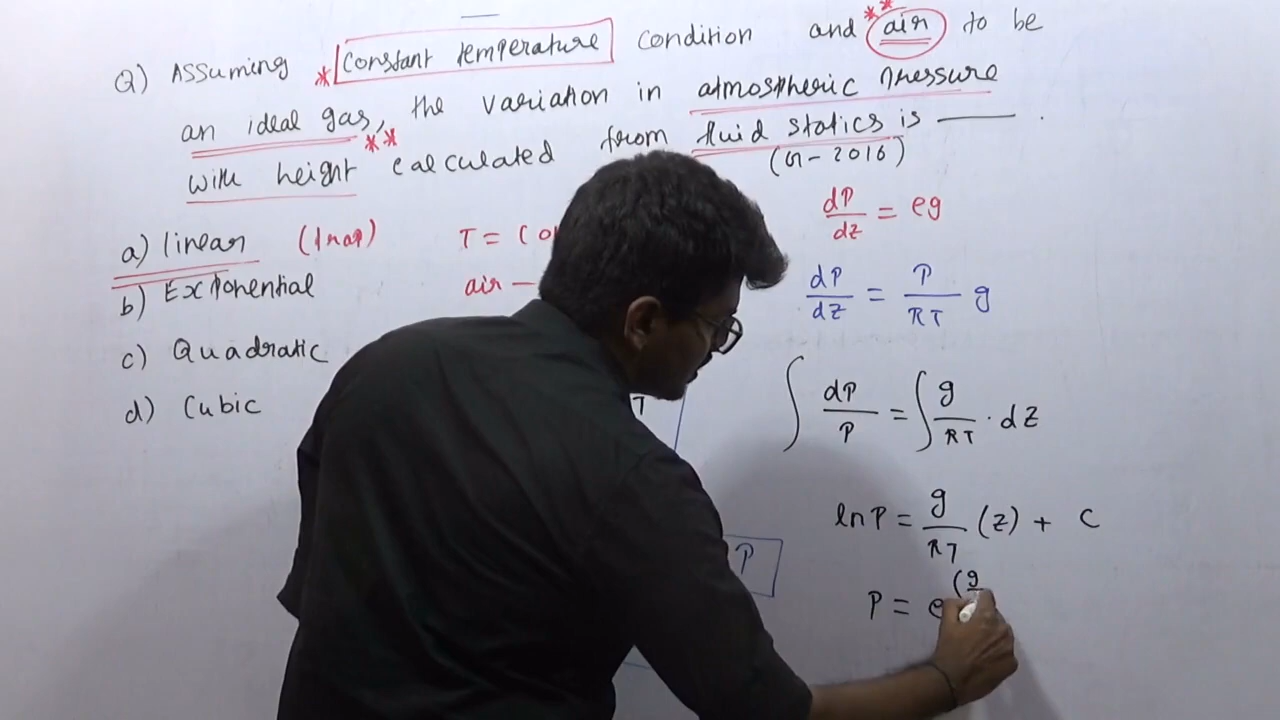 Q) Assuming *constant temperature condition and **air to be
an ideal gas,** the variation in atmospheric pressure
with height calculated from fluid statics is ———.
(G-2016)
a) linear (trap)
b) Exponential
c) Quadratic
d) Cubic
T =
air –
T
P
dP/dz = ρg
dP/dz = P/RT g
∫ dP/P = ∫ g/RT . dz
ln P = g/RT (z) + C
P = e^(g